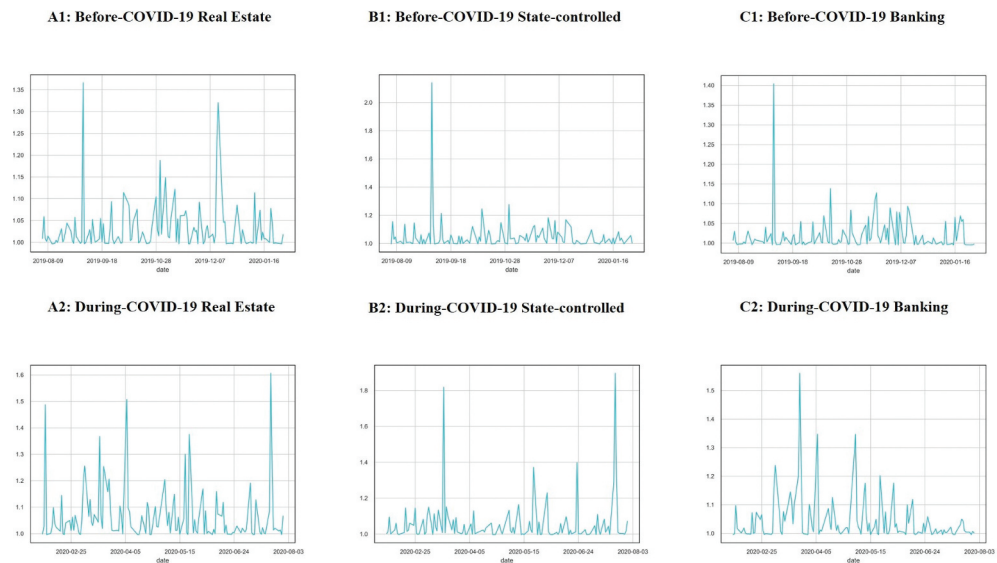 A1: Before-COVID-19 Real Estate
B1: Before-COVID-19 State-controlled
C1: Before-COVID-19 Banking
1.35
1.30
1.25
1.20
1.15
1.10
1.05
1.00
2019-08-09 2019-09-18 2019-10-28 2019-12-07 2020-01-16
date
2.0
1.8
1.6
1.4
1.2
1.0
2019-08-09 2019-09-18 2019-10-28 2019-12-07 2020-01-16
date
1.40
1.35
1.30
1.25
1.20
1.15
1.10
1.05
1.00
2019-08-09 2019-09-18 2019-10-28 2019-12-07 2020-01-16
date
A2: During-COVID-19 Real Estate
B2: During-COVID-19 State-controlled
C2: During-COVID-19 Banking
1.6
1.5
1.4
1.3
1.2
1.1
1.0
2020-02-25 2020-04-05 2020-05-15 2020-06-24 2020-08-03
date
1.8
1.6
1.4
1.2
1.0
2020-02-25 2020-04-05 2020-05-15 2020-06-24 2020-08-03
date
1.5
1.4
1.3
1.2
1.1
1.0
2020-02-25 2020-04-05 2020-05-15 2020-06-24 2020-08-03
date